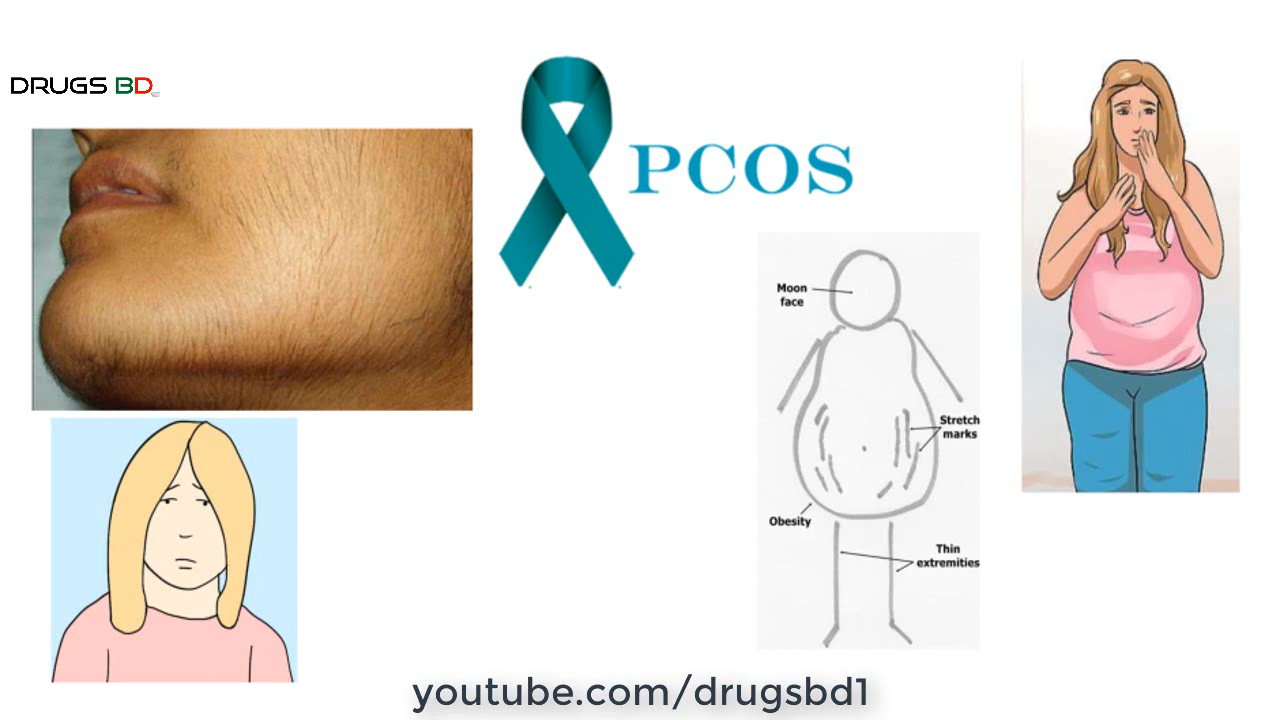 DRUGS BD
PCOS
Moon
face
Stretch
marks
Obesity
Thin
extremities
youtube.com/drugsbd1